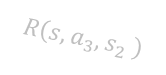 R(s, a₃, s₂ )